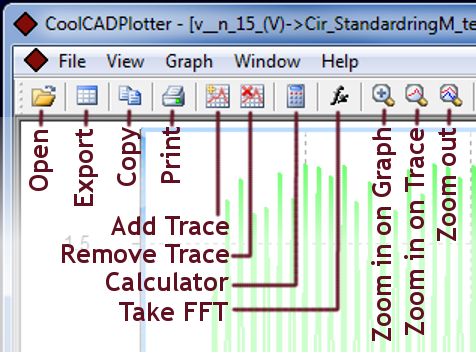 CoolCADPlotter - [v__n_15_(V)->Cir_StandardringM_te
File View Graph Window Help
fx
Open
Export
Copy
Print
Add Trace
Remove Trace
Calculator
Take FFT
Zoom in on Graph
Zoom in on Trace
Zoom out
1.5